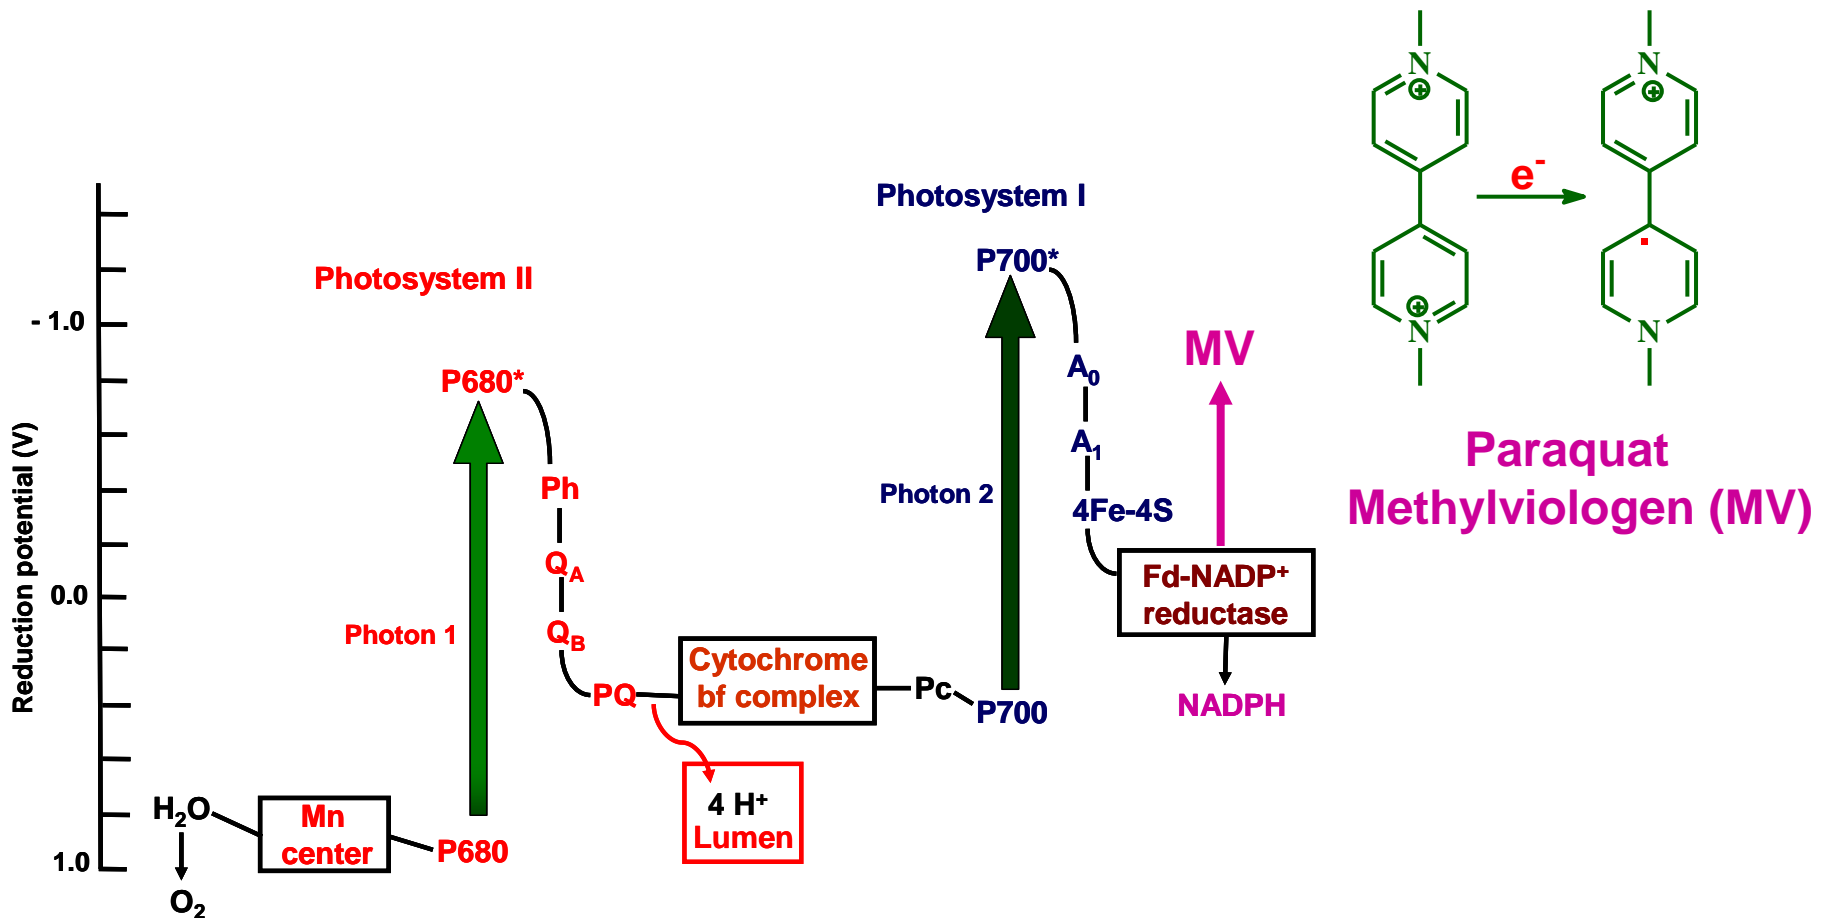 Reduction potential (V)
- 1.0
0.0
1.0
Photosystem II
P680*
Photon 1
Ph
QA
QB
PQ
H2O
O2
Mn
center
P680
4 H+
Lumen
Cytochrome
bf complex
Pc
Photosystem I
P700*
Photon 2
P700
A0
A1
4Fe-4S
MV
Fd-NADP+
reductase
NADPH
N
+
+
N
e-
N
+
N
Paraquat
Methylviologen (MV)